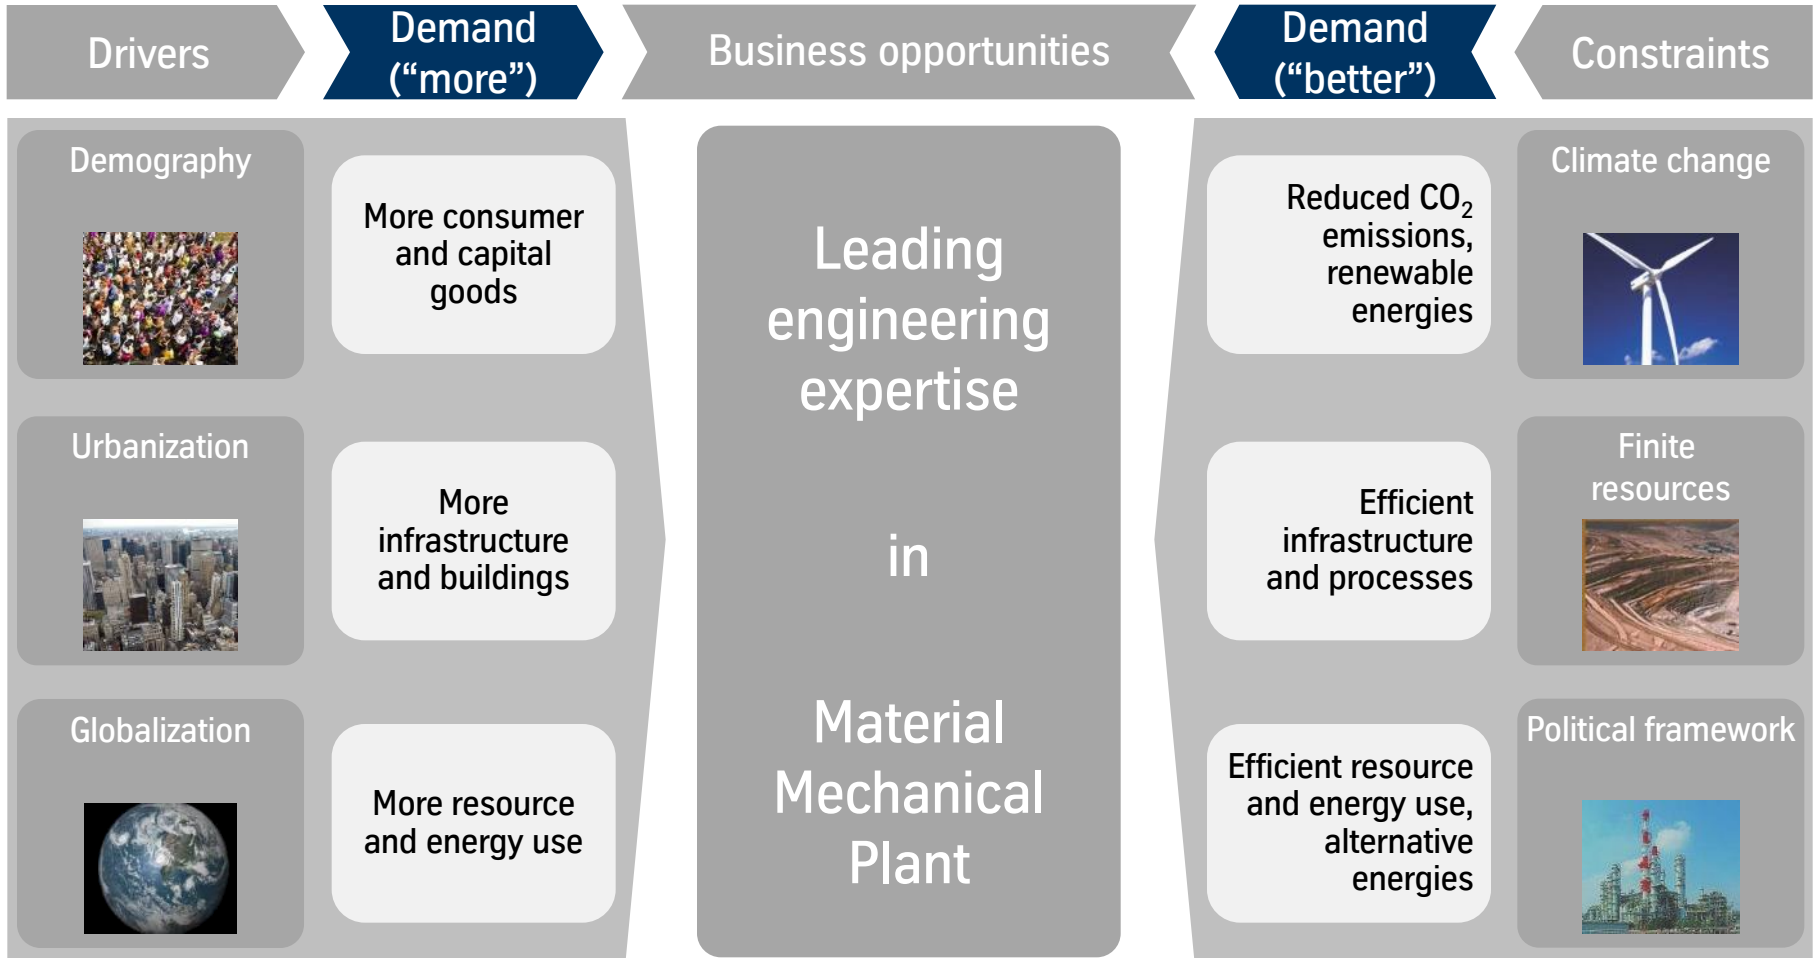 Drivers
Demand
(“more”)
Business opportunities
Demand
(“better”)
Constraints
Demography
More consumer
and capital
goods
Urbanization
More
infrastructure
and buildings
Globalization
More resource
and energy use
Leading
engineering
expertise
in
Material
Mechanical
Plant
Reduced CO₂
emissions,
renewable
energies
Climate change
Efficient
infrastructure
and processes
Finite
resources
Efficient resource
and energy use,
alternative
energies
Political framework